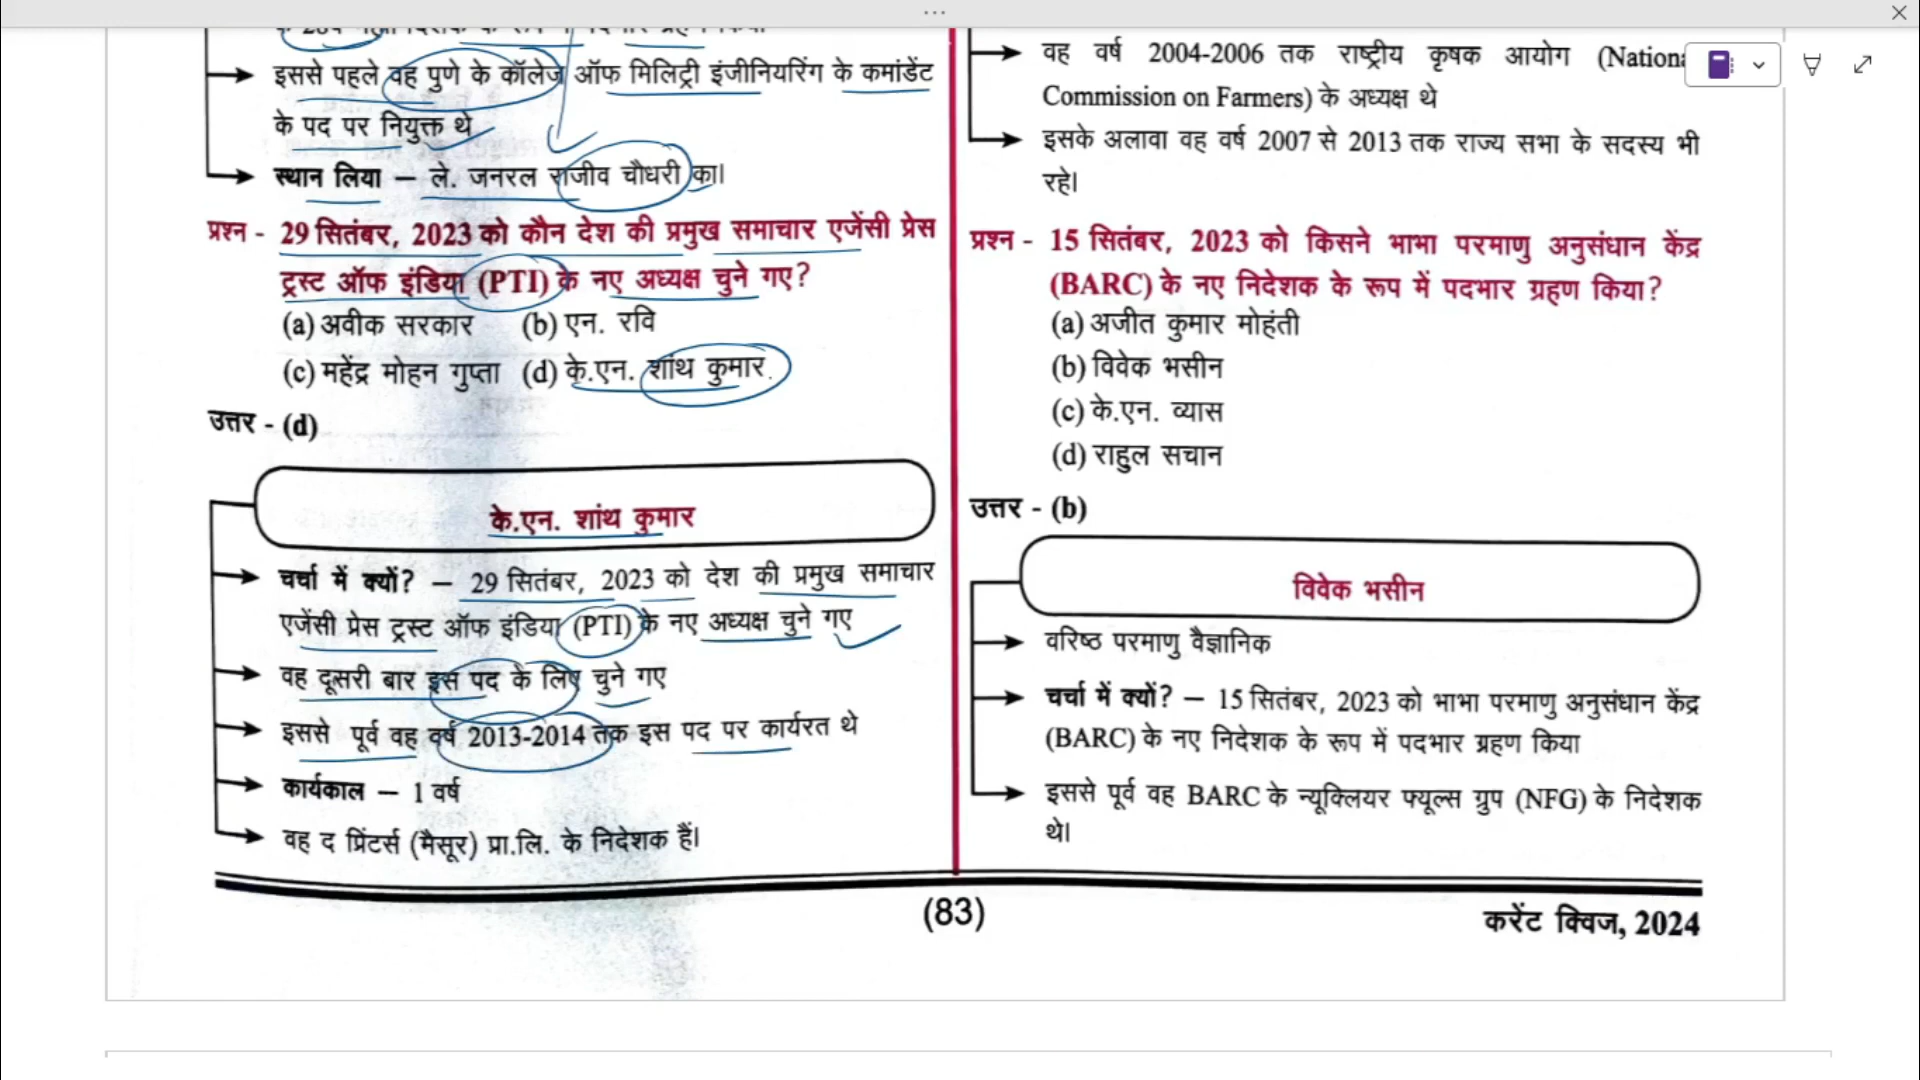 इससे पहले वह पुणे के कॉलेज ऑफ मिलिट्री इंजीनियरिंग के कमांडेंट
के पद पर नियुक्त थे
स्थान लिया – ले. जनरल राजीव चौधरी का।
प्रश्न - 29 सितंबर, 2023 को कौन देश की प्रमुख समाचार एजेंसी प्रेस
ट्रस्ट ऑफ इंडिया (PTI) के नए अध्यक्ष चुने गए?
(a) अवीक सरकार (b) एन. रवि
(c) महेंद्र मोहन गुप्ता (d) के.एन. शांथ कुमार
उत्तर - (d)
के.एन. शांथ कुमार
चर्चा में क्यों? – 29 सितंबर, 2023 को देश की प्रमुख समाचार
एजेंसी प्रेस ट्रस्ट ऑफ इंडिया (PTI) के नए अध्यक्ष चुने गए
वह दूसरी बार इस पद के लिए चुने गए
इससे पूर्व वह वर्ष 2013-2014 तक इस पद पर कार्यरत थे
कार्यकाल – 1 वर्ष
वह द प्रिंटर्स (मैसूर) प्रा.लि. के निदेशक हैं।
वह वर्ष 2004-2006 तक राष्ट्रीय कृषक आयोग (Nationa
Commission on Farmers) के अध्यक्ष थे
इसके अलावा वह वर्ष 2007 से 2013 तक राज्य सभा के सदस्य भी
रहे।
प्रश्न - 15 सितंबर, 2023 को किसने भाभा परमाणु अनुसंधान केंद्र
(BARC) के नए निदेशक के रूप में पदभार ग्रहण किया?
(a) अजीत कुमार मोहंती
(b) विवेक भसीन
(c) के.एन. व्यास
(d) राहुल सचान
उत्तर - (b)
विवेक भसीन
वरिष्ठ परमाणु वैज्ञानिक
चर्चा में क्यों? – 15 सितंबर, 2023 को भाभा परमाणु अनुसंधान केंद्र
(BARC) के नए निदेशक के रूप में पदभार ग्रहण किया
इससे पूर्व वह BARC के न्यूक्लियर फ्यूल्स ग्रुप (NFG) के निदेशक
थे।
(83)
करेंट क्विज, 2024